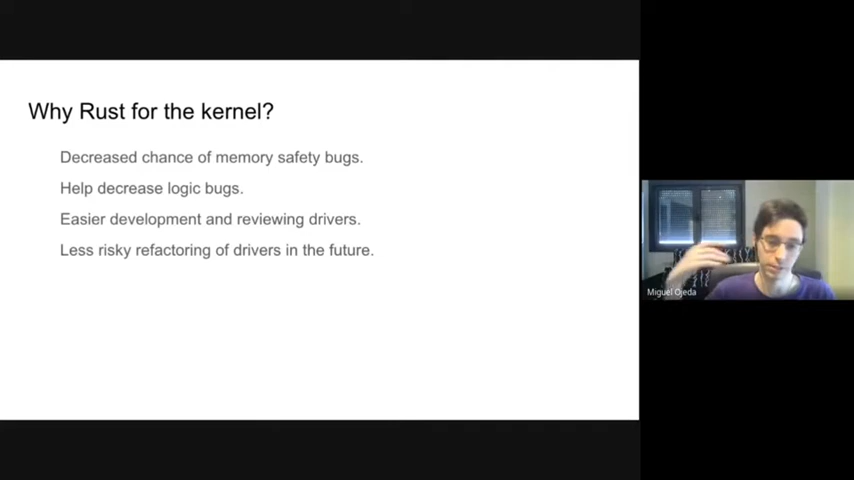 Why Rust for the kernel?
Decreased chance of memory safety bugs.
Help decrease logic bugs.
Easier development and reviewing drivers.
Less risky refactoring of drivers in the future.
Miguel Ojeda